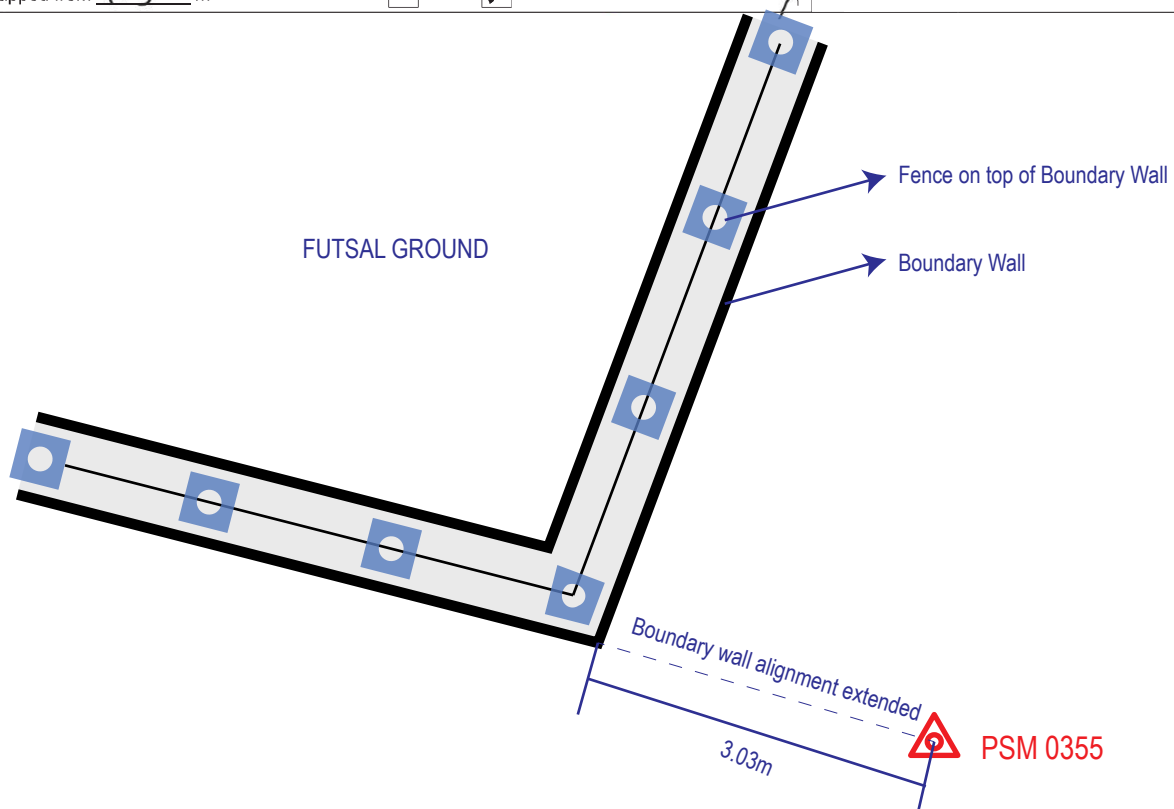 Fence on top of Boundary Wall
FUTSAL GROUND
Boundary Wall
Boundary wall alignment extended
3.03m
PSM 0355